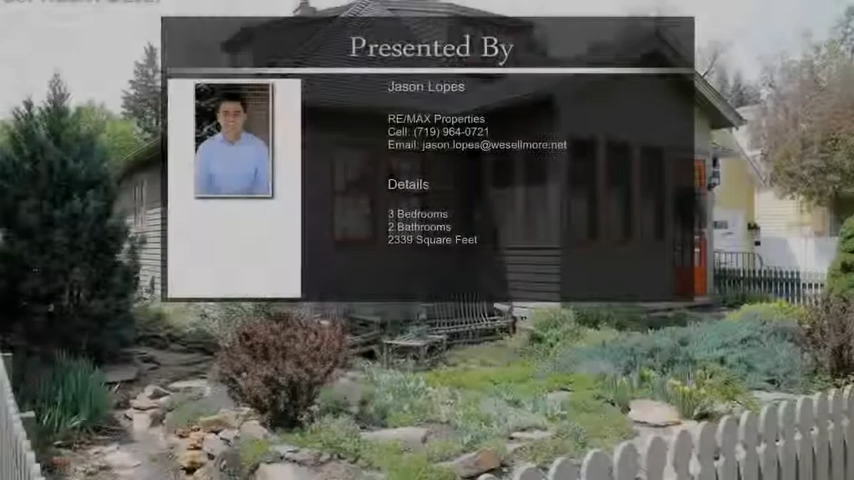 Presented By
Jason Lopes
RE/MAX Properties
Cell: (719) 964-0721
Email: jason.lopes@wesellmore.net
Details
3 Bedrooms
2 Bathrooms
2339 Square Feet